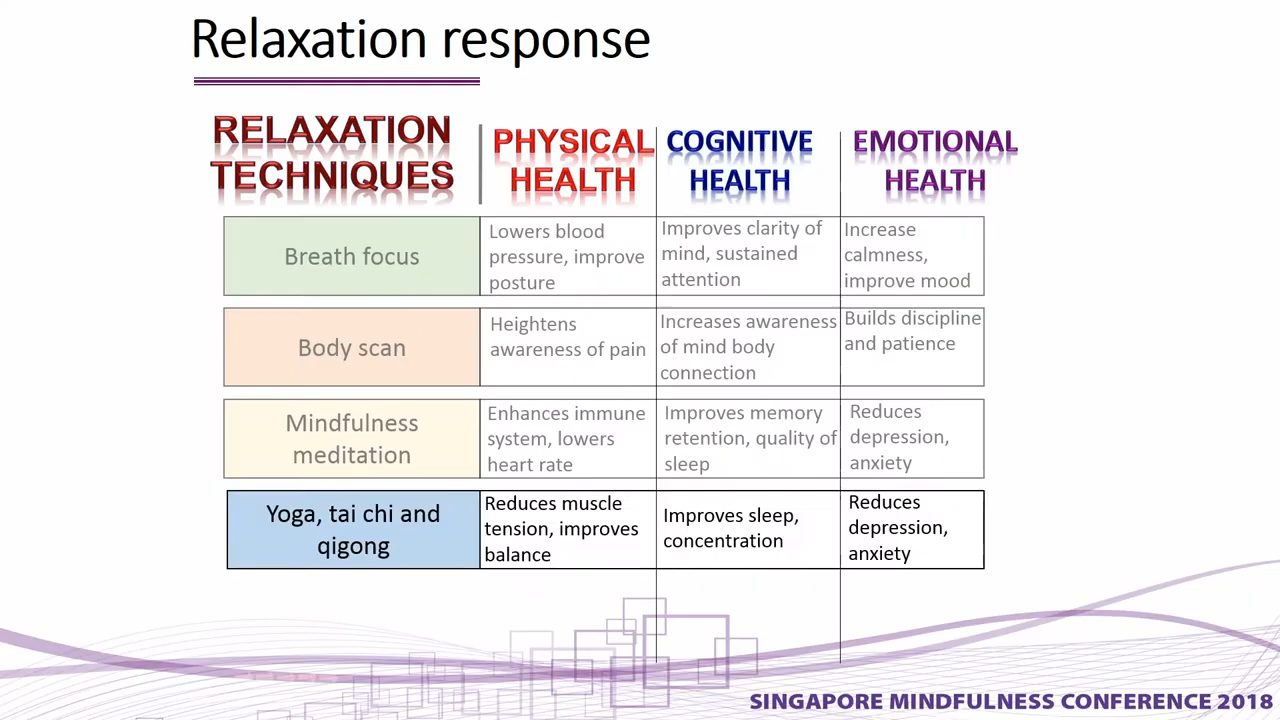 Relaxation response
RELAXATION
TECHNIQUES
PHYSICAL
HEALTH
COGNITIVE
HEALTH
EMOTIONAL
HEALTH
Breath focus
Lowers blood
pressure, improve
posture
Improves clarity of
mind, sustained
attention
Increase
calmness,
improve mood
Body scan
Heightens
awareness of pain
Increases awareness
of mind body
connection
Builds discipline
and patience
Mindfulness
meditation
Enhances immune
system, lowers
heart rate
Improves memory
retention, quality of
sleep
Reduces
depression,
anxiety
Yoga, tai chi and
qigong
Reduces muscle
tension, improves
balance
Improves sleep,
concentration
Reduces
depression,
anxiety
SINGAPORE MINDFULNESS CONFERENCE 2018